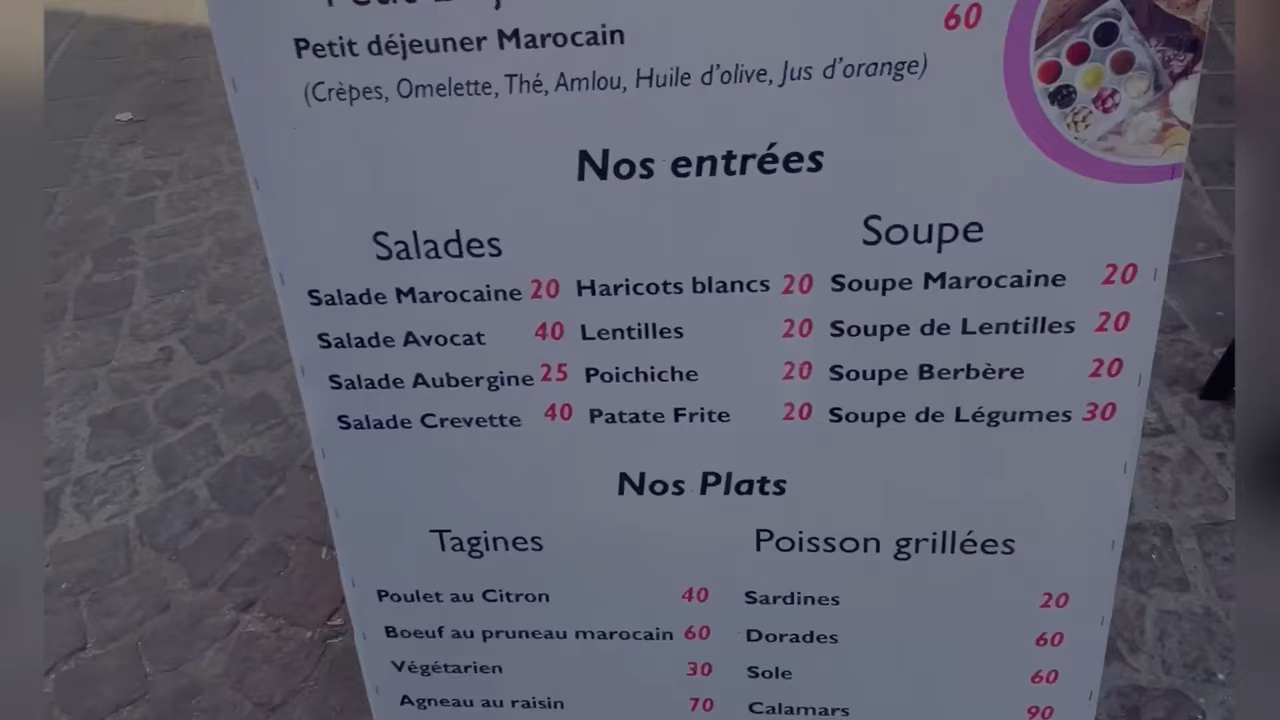 Petit
60
Petit déjeuner Marocain
(Crèpes, Omelette, Thé, Amlou, Huile d'olive, Jus d'orange)
Nos entrées
Salades
Soupe
Salade Marocaine 20 Haricots blancs 20 Soupe Marocaine 20
Salade Avocat 40 Lentilles 20 Soupe de Lentilles 20
Salade Aubergine 25 Poichiche 20 Soupe Berbère 20
Salade Crevette 40 Patate Frite 20 Soupe de Légumes 30
Nos Plats
Tagines Poisson grillées
Poulet au Citron 40 Sardines 20
Boeuf au pruneau marocain 60 Dorades 60
Végétarien 30 Sole 60
Agneau au raisin 70 Calamars 90